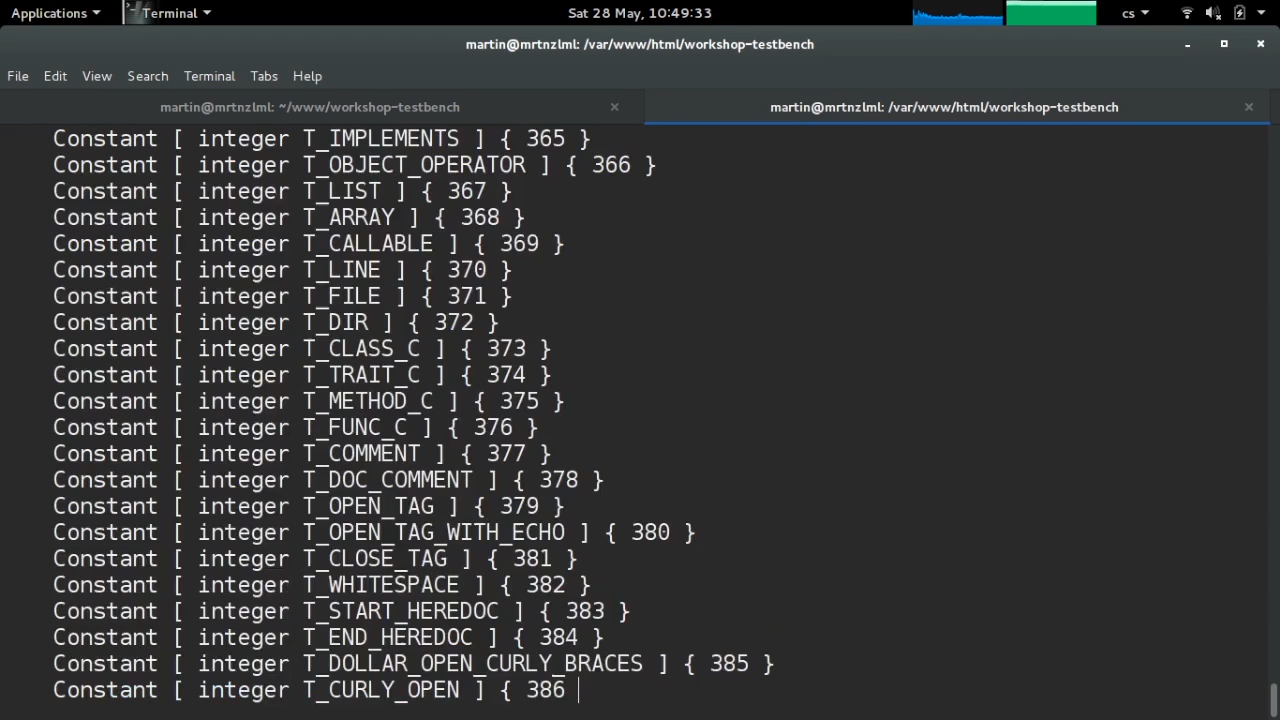 Applications Terminal Sat 28 May, 10:49:33 cs
martin@mrtnzlml: /var/www/html/workshop-testbench
File Edit View Search Terminal Tabs Help
martin@mrtnzlml: ~/www/workshop-testbench martin@mrtnzlml: /var/www/html/workshop-testbench
Constant [ integer T_IMPLEMENTS ] { 365 }
Constant [ integer T_OBJECT_OPERATOR ] { 366 }
Constant [ integer T_LIST ] { 367 }
Constant [ integer T_ARRAY ] { 368 }
Constant [ integer T_CALLABLE ] { 369 }
Constant [ integer T_LINE ] { 370 }
Constant [ integer T_FILE ] { 371 }
Constant [ integer T_DIR ] { 372 }
Constant [ integer T_CLASS_C ] { 373 }
Constant [ integer T_TRAIT_C ] { 374 }
Constant [ integer T_METHOD_C ] { 375 }
Constant [ integer T_FUNC_C ] { 376 }
Constant [ integer T_COMMENT ] { 377 }
Constant [ integer T_DOC_COMMENT ] { 378 }
Constant [ integer T_OPEN_TAG ] { 379 }
Constant [ integer T_OPEN_TAG_WITH_ECHO ] { 380 }
Constant [ integer T_CLOSE_TAG ] { 381 }
Constant [ integer T_WHITESPACE ] { 382 }
Constant [ integer T_START_HEREDOC ] { 383 }
Constant [ integer T_END_HEREDOC ] { 384 }
Constant [ integer T_DOLLAR_OPEN_CURLY_BRACES ] { 385 }
Constant [ integer T_CURLY_OPEN ] { 386